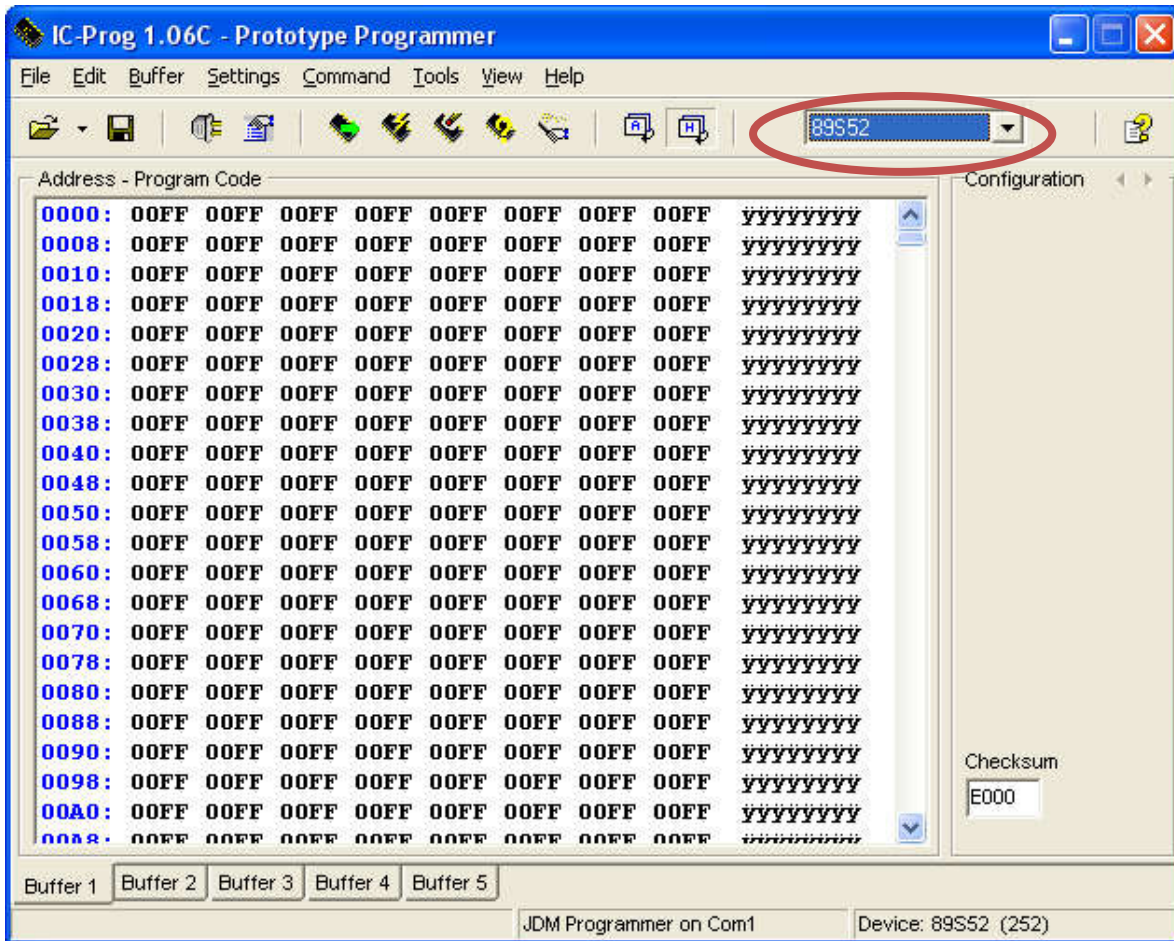 IC-Prog 1.06C - Prototype Programmer
File Edit Buffer Settings Command Tools View Help
89S52
Address - Program Code
Configuration
0000: 00FF 00FF 00FF 00FF 00FF 00FF 00FF 00FF ÿÿÿÿÿÿÿÿ
0008: 00FF 00FF 00FF 00FF 00FF 00FF 00FF 00FF ÿÿÿÿÿÿÿÿ
0010: 00FF 00FF 00FF 00FF 00FF 00FF 00FF 00FF ÿÿÿÿÿÿÿÿ
0018: 00FF 00FF 00FF 00FF 00FF 00FF 00FF 00FF ÿÿÿÿÿÿÿÿ
0020: 00FF 00FF 00FF 00FF 00FF 00FF 00FF 00FF ÿÿÿÿÿÿÿÿ
0028: 00FF 00FF 00FF 00FF 00FF 00FF 00FF 00FF ÿÿÿÿÿÿÿÿ
0030: 00FF 00FF 00FF 00FF 00FF 00FF 00FF 00FF ÿÿÿÿÿÿÿÿ
0038: 00FF 00FF 00FF 00FF 00FF 00FF 00FF 00FF ÿÿÿÿÿÿÿÿ
0040: 00FF 00FF 00FF 00FF 00FF 00FF 00FF 00FF ÿÿÿÿÿÿÿÿ
0048: 00FF 00FF 00FF 00FF 00FF 00FF 00FF 00FF ÿÿÿÿÿÿÿÿ
0050: 00FF 00FF 00FF 00FF 00FF 00FF 00FF 00FF ÿÿÿÿÿÿÿÿ
0058: 00FF 00FF 00FF 00FF 00FF 00FF 00FF 00FF ÿÿÿÿÿÿÿÿ
0060: 00FF 00FF 00FF 00FF 00FF 00FF 00FF 00FF ÿÿÿÿÿÿÿÿ
0068: 00FF 00FF 00FF 00FF 00FF 00FF 00FF 00FF ÿÿÿÿÿÿÿÿ
0070: 00FF 00FF 00FF 00FF 00FF 00FF 00FF 00FF ÿÿÿÿÿÿÿÿ
0078: 00FF 00FF 00FF 00FF 00FF 00FF 00FF 00FF ÿÿÿÿÿÿÿÿ
0080: 00FF 00FF 00FF 00FF 00FF 00FF 00FF 00FF ÿÿÿÿÿÿÿÿ
0088: 00FF 00FF 00FF 00FF 00FF 00FF 00FF 00FF ÿÿÿÿÿÿÿÿ
0090: 00FF 00FF 00FF 00FF 00FF 00FF 00FF 00FF ÿÿÿÿÿÿÿÿ
0098: 00FF 00FF 00FF 00FF 00FF 00FF 00FF 00FF ÿÿÿÿÿÿÿÿ
00A0: 00FF 00FF 00FF 00FF 00FF 00FF 00FF 00FF ÿÿÿÿÿÿÿÿ
00A8: 00FF 00FF 00FF 00FF 00FF 00FF 00FF 00FF ÿÿÿÿÿÿÿÿ
Checksum
E000
Buffer 1 Buffer 2 Buffer 3 Buffer 4 Buffer 5
JDM Programmer on Com1 Device: 89S52 (252)